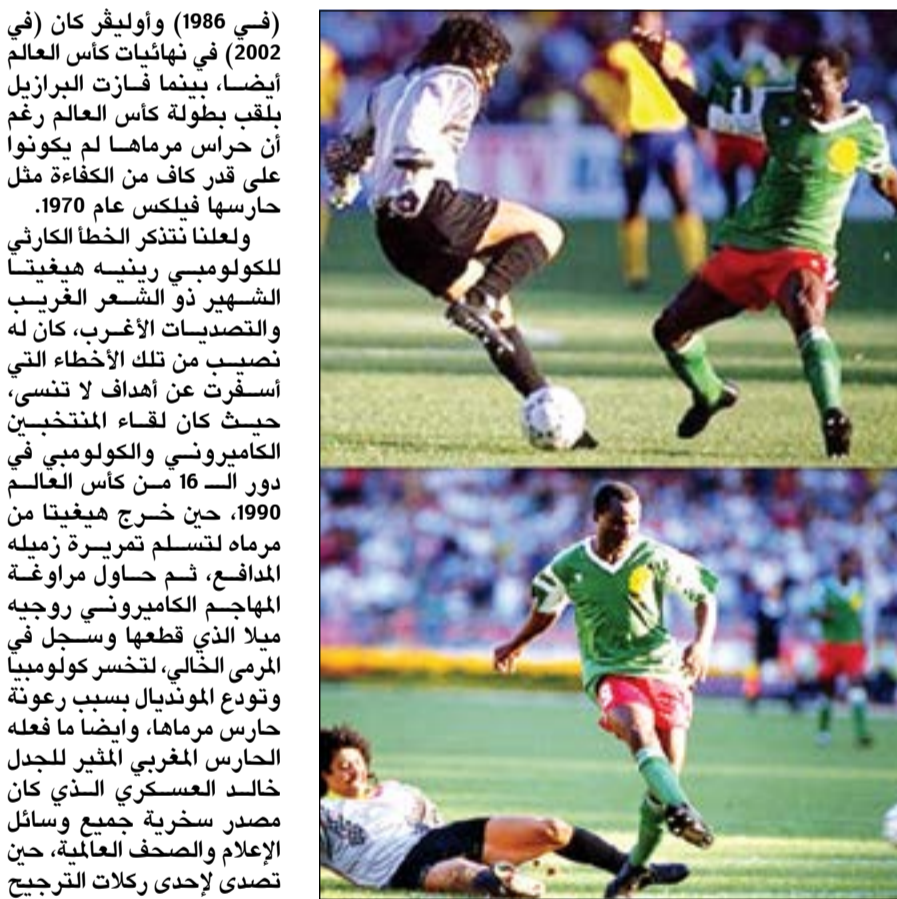 (في 1986) وأوليڤر كان (في
2002) في نهائيات كأس العالم
أيضا، بينما فازت البرازيل
بلقب بطولة كأس العالم رغم
أن حراس مرماها لم يكونوا
على قدر كاف من الكفاءة مثل
حارسها فيلكس عام 1970.
ولعلنا نتذكر الخطأ الكارثي
للكولومبي رينيه هيغيتا
الشهير ذو الشعر الغريب
والتصديات الأغرب، كان له
نصيب من تلك الأخطاء التي
أسفرت عن أهداف لا تنسى،
حيث كان لقاء المنتخبين
الكاميروني والكولومبي في
دور الـ 16 من كأس العالم
1990، حين خرج هيغيتا من
مرماه لتسلم تمريرة زميله
المدافع، ثم حاول مراوغة
المهاجم الكاميروني روجيه
ميلا الذي قطعها وسجل في
المرمى الخالي، لتخسر كولومبيا
وتودع المونديال بسبب رعونة
حارس مرماها، وايضا ما فعله
الحارس المغربي المثير للجدل
خالد العسكري الذي كان
مصدر سخرية جميع وسائل
الإعلام والصحف العالمية، حين
تصدى لإحدى ركلات الترجيح